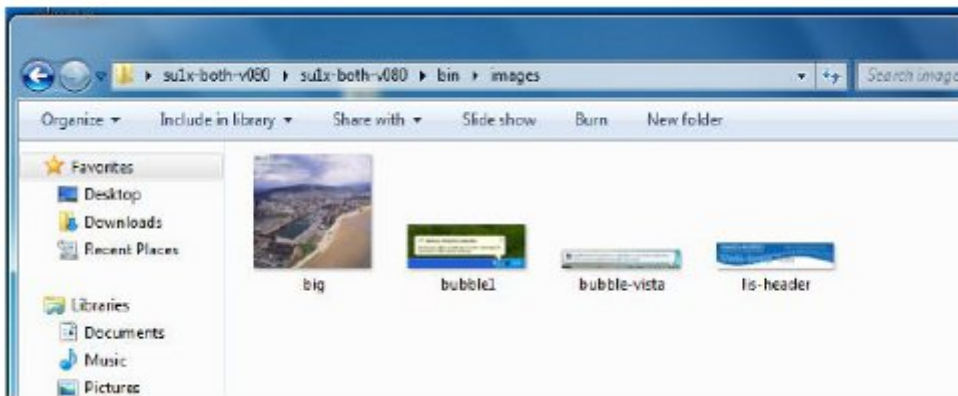 su1x-both-v080 su1x-both-v080 bin images
Organize Include in library Share with Slide show Burn New folder
Favorites
Desktop
Downloads
Recent Places
big bubble1 bubble-vista lis-header
Libraries
Documents
Music
Pictures